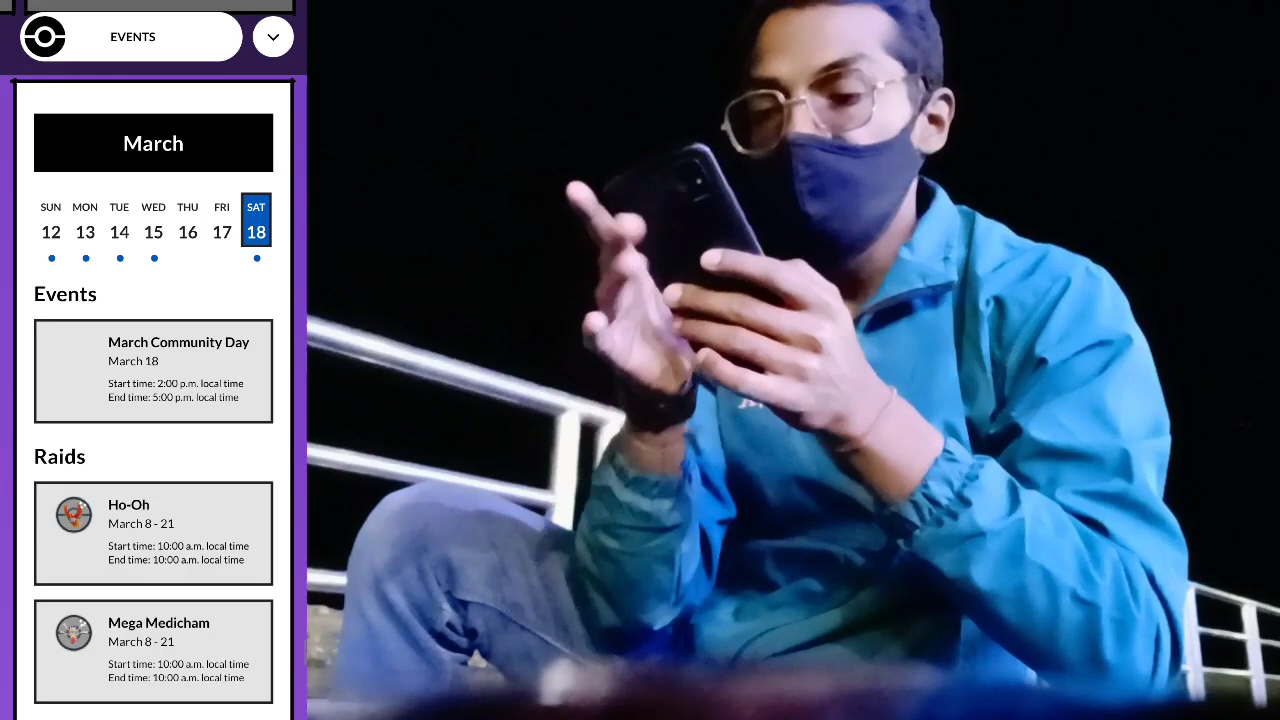 EVENTS
March
SUN MON TUE WED THU FRI SAT
12 13 14 15 16 17 18
Events
March Community Day
March 18
Start time: 2:00 p.m. local time
End time: 5:00 p.m. local time
Raids
Ho-Oh
March 8 - 21
Start time: 10:00 a.m. local time
End time: 10:00 a.m. local time
Mega Medicham
March 8 - 21
Start time: 10:00 a.m. local time
End time: 10:00 a.m. local time